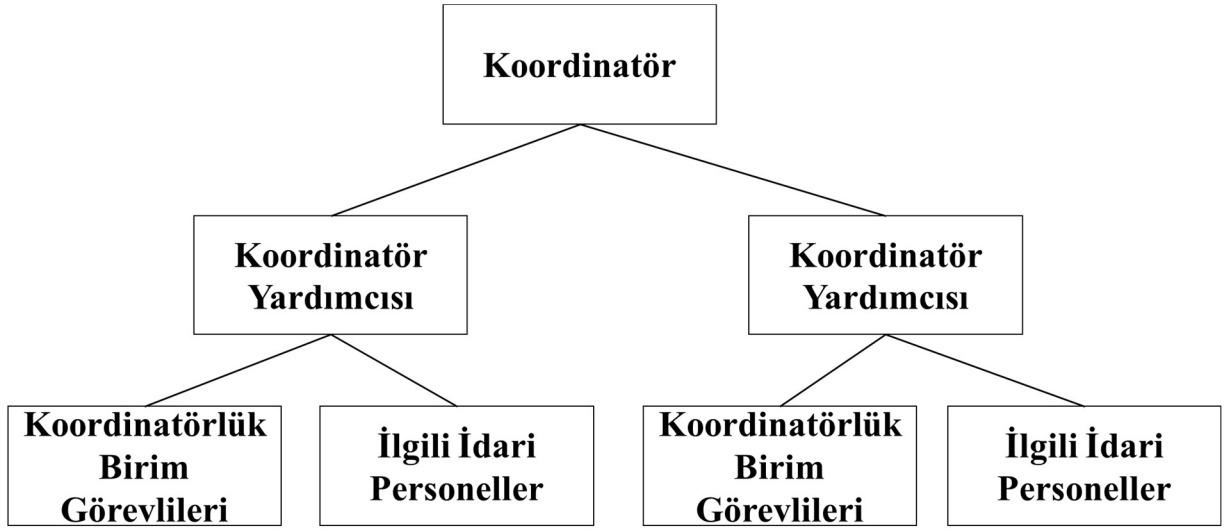 Koordinatör
Koordinatör
Yardımcısı
Koordinatör
Yardımcısı
Koordinatörlük
Birim
Görevlileri
İlgili İdari
Personeller
Koordinatörlük
Birim
Görevlileri
İlgili İdari
Personeller